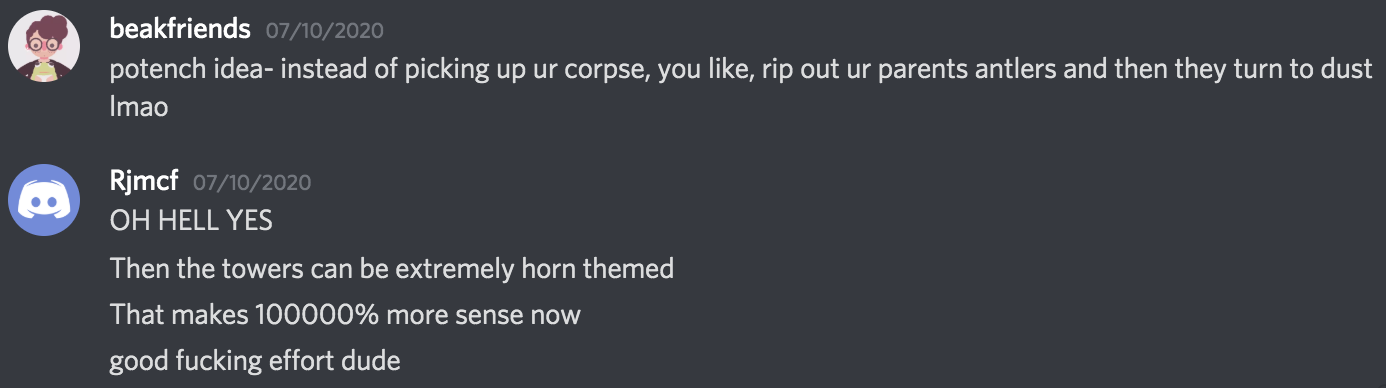 beakfriends 07/10/2020
potench idea- instead of picking up ur corpse, you like, rip out ur parents antlers and then they turn to dust
lmao
Rjmcf 07/10/2020
OH HELL YES
Then the towers can be extremely horn themed
That makes 100000% more sense now
good fucking effort dude